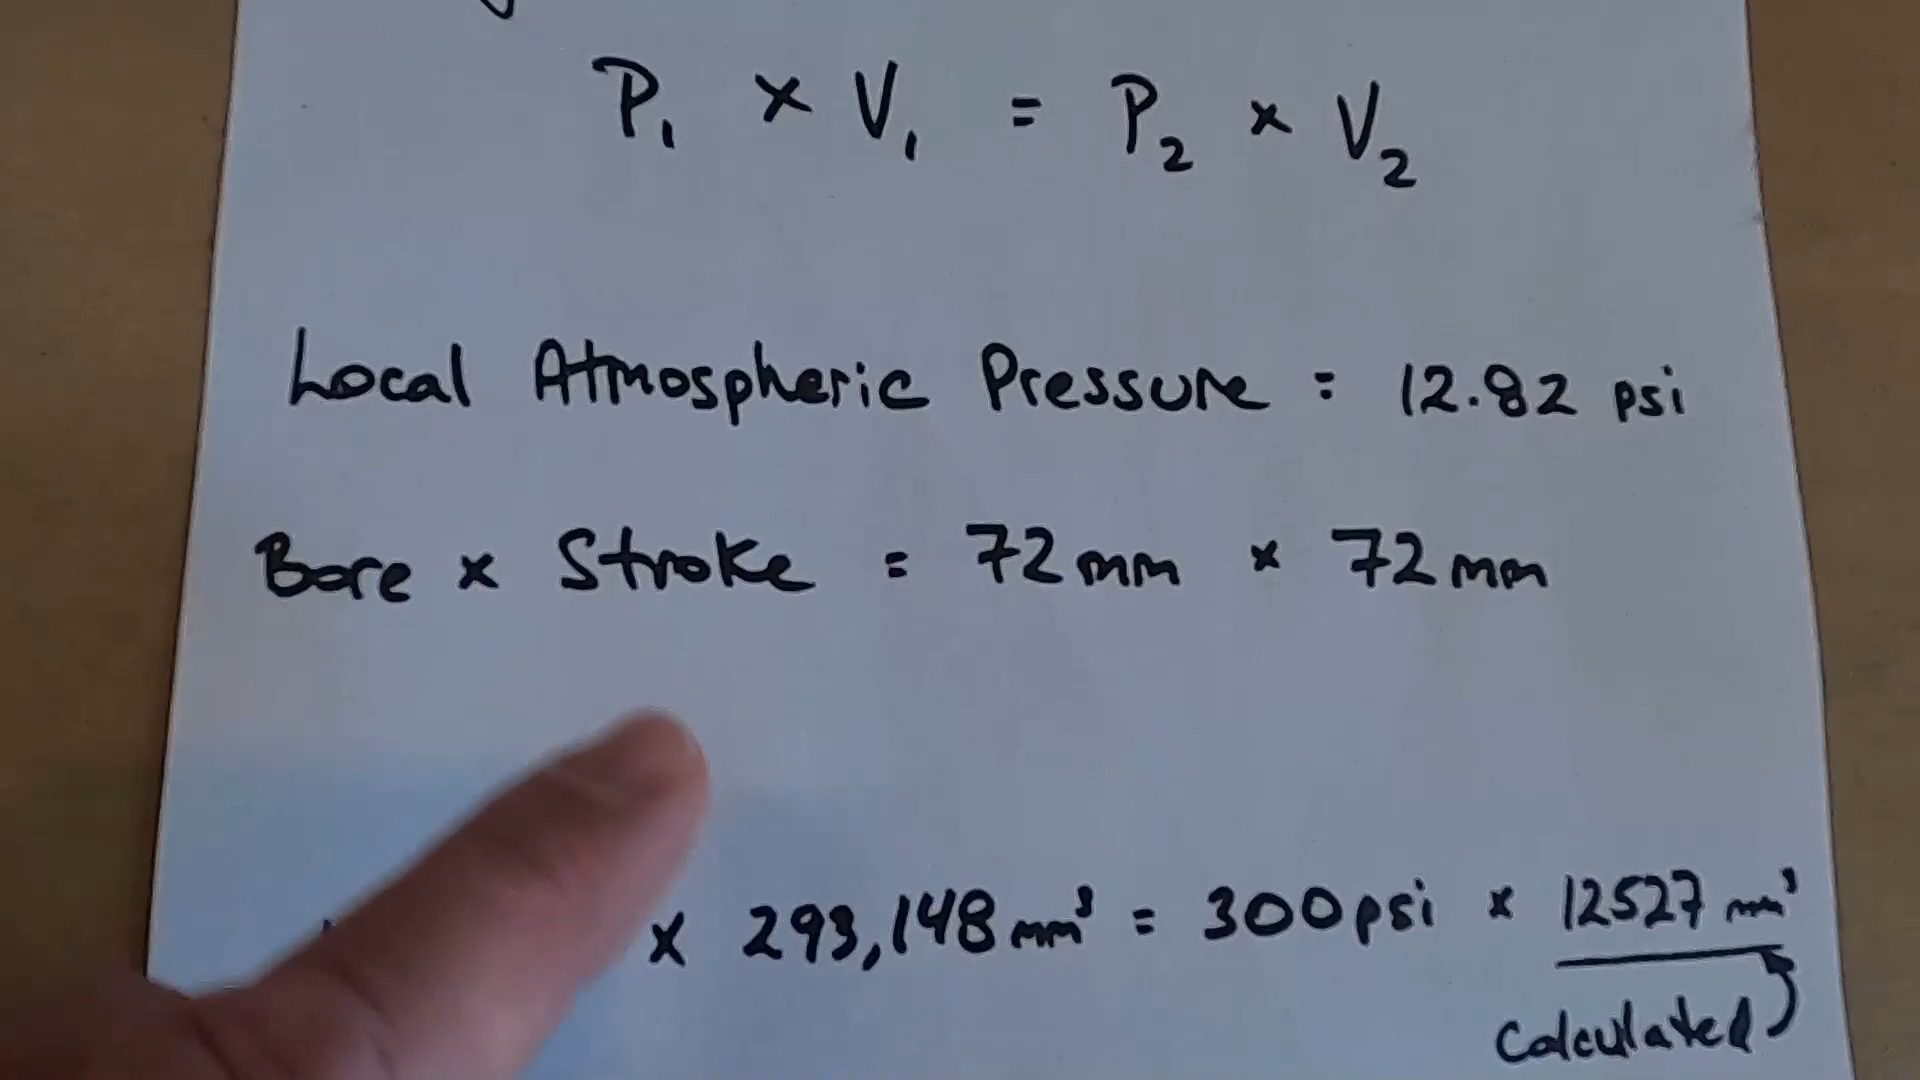 P₁ × V₁ = P₂ × V₂
Local Atmospheric Pressure = 12.82 psi
Bore × Stroke = 72mm × 72mm
× 293,148 mm³ = 300psi × 12527 mm³
Calculated